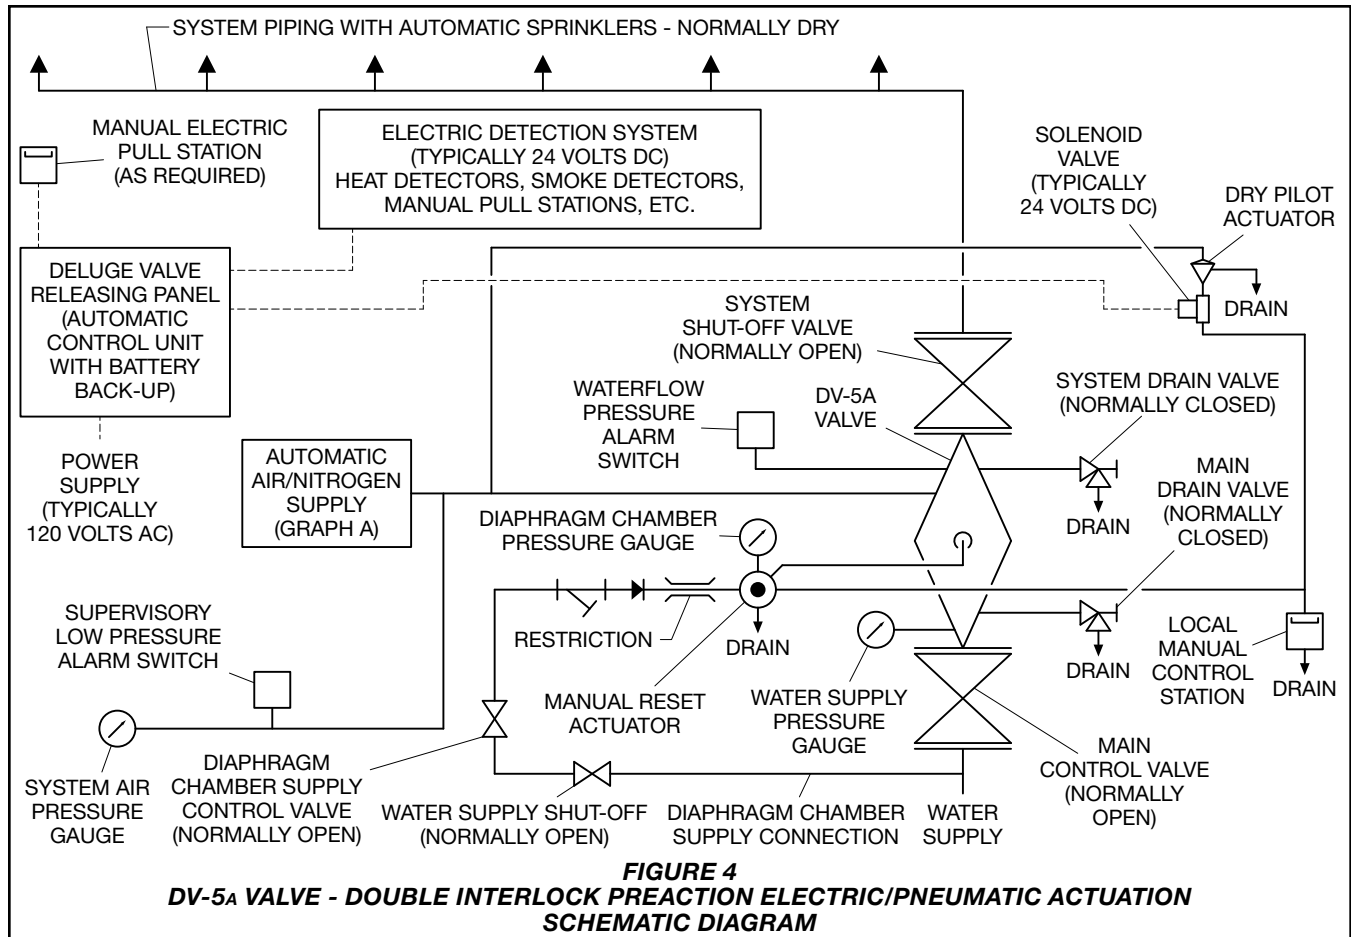 SYSTEM PIPING WITH AUTOMATIC SPRINKLERS - NORMALLY DRY
MANUAL ELECTRIC
PULL STATION
(AS REQUIRED)
ELECTRIC DETECTION SYSTEM
(TYPICALLY 24 VOLTS DC)
HEAT DETECTORS, SMOKE DETECTORS,
MANUAL PULL STATIONS, ETC.
SOLENOID
VALVE
(TYPICALLY
24 VOLTS DC)
DRY PILOT
ACTUATOR
DRAIN
DELUGE VALVE
RELEASING PANEL
(AUTOMATIC
CONTROL UNIT
WITH BATTERY
BACK-UP)
SYSTEM
SHUT-OFF VALVE
(NORMALLY OPEN)
WATERFLOW
PRESSURE
ALARM
SWITCH
DV-5A
VALVE
SYSTEM DRAIN VALVE
(NORMALLY CLOSED)
DRAIN
POWER
SUPPLY
(TYPICALLY
120 VOLTS AC)
AUTOMATIC
AIR/NITROGEN
SUPPLY
(GRAPH A)
MAIN
DRAIN VALVE
(NORMALLY
CLOSED)
DIAPHRAGM CHAMBER
PRESSURE GAUGE
RESTRICTION
DRAIN
DRAIN
SUPERVISORY
LOW PRESSURE
ALARM SWITCH
LOCAL
MANUAL
CONTROL
STATION
DRAIN
MANUAL RESET
ACTUATOR
WATER SUPPLY
PRESSURE
GAUGE
SYSTEM AIR
PRESSURE
GAUGE
DIAPHRAGM
CHAMBER SUPPLY
CONTROL VALVE
(NORMALLY OPEN)
WATER SUPPLY SHUT-OFF
(NORMALLY OPEN)
DIAPHRAGM CHAMBER
SUPPLY CONNECTION
WATER
SUPPLY
MAIN
CONTROL VALVE
(NORMALLY
OPEN)
FIGURE 4
DV-5A VALVE - DOUBLE INTERLOCK PREACTION ELECTRIC/PNEUMATIC ACTUATION
SCHEMATIC DIAGRAM